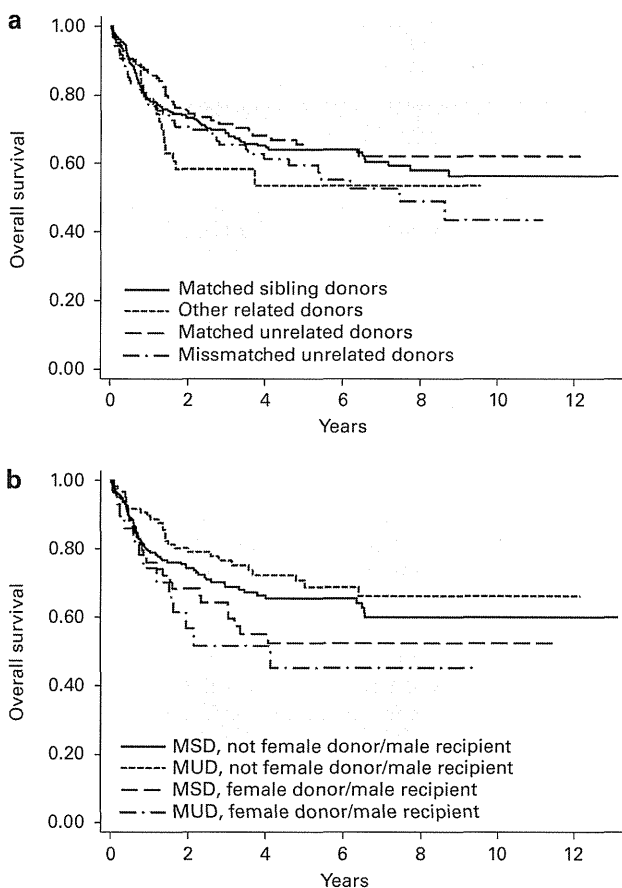 a
1.00
0.80
0.60
0.40
0.20
0.00
Overall survival
Matched sibling donors
Other related donors
Matched unrelated donors
Missmatched unrelated donors
0 2 4 6 8 10 12
Years
b
1.00
0.80
0.60
0.40
0.20
0.00
Overall survival
MSD, not female donor/male recipient
MUD, not female donor/male recipient
MSD, female donor/male recipient
MUD, female donor/male recipient
0 2 4 6 8 10 12
Years